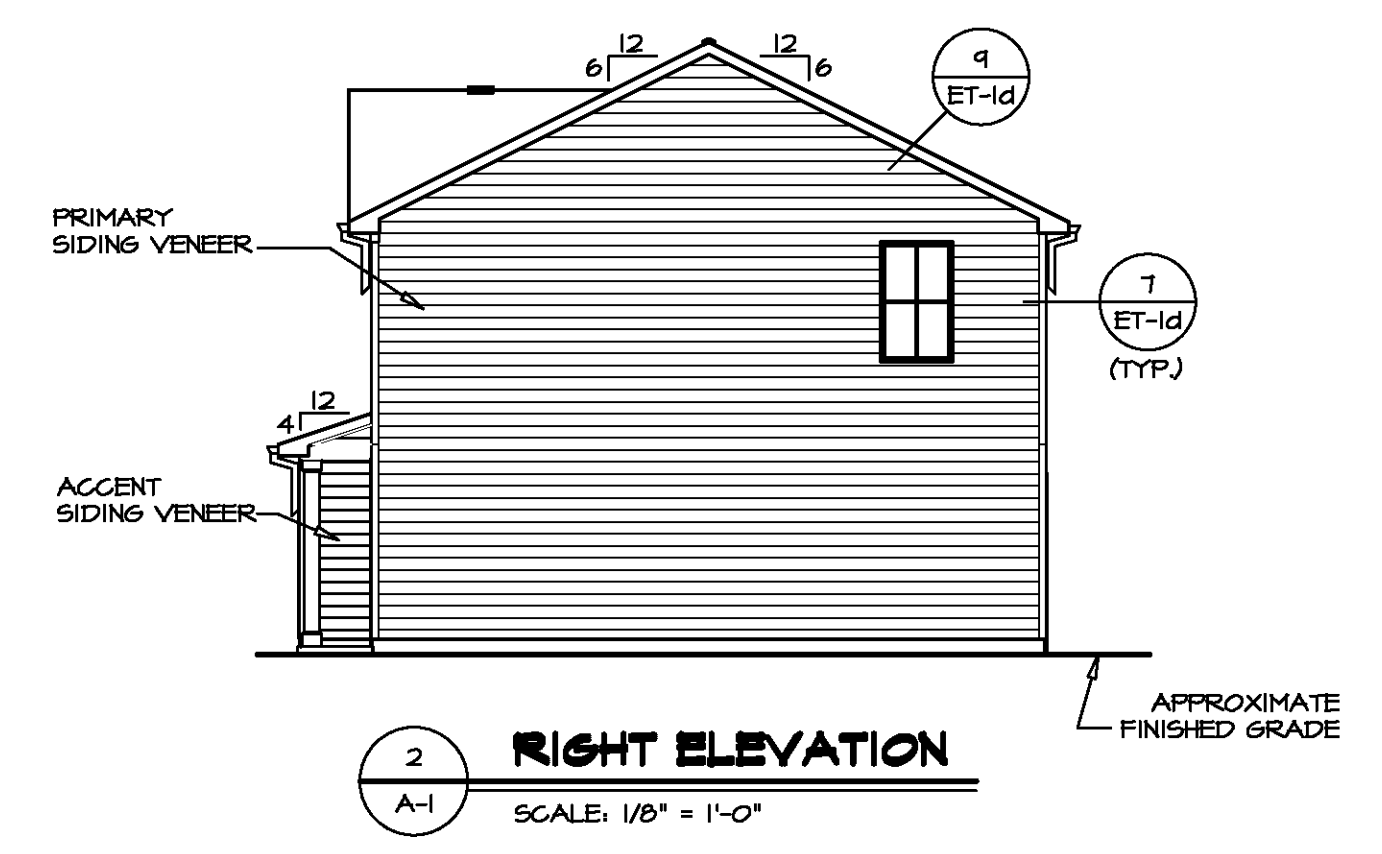 12
6
12
6
9
ET-1d
PRIMARY
SIDING VENEER
7
ET-1d
(TYP.)
12
4
ACCENT
SIDING VENEER
APPROXIMATE
FINISHED GRADE
2
A-1
RIGHT ELEVATION
SCALE: 1/8" = 1'-0"